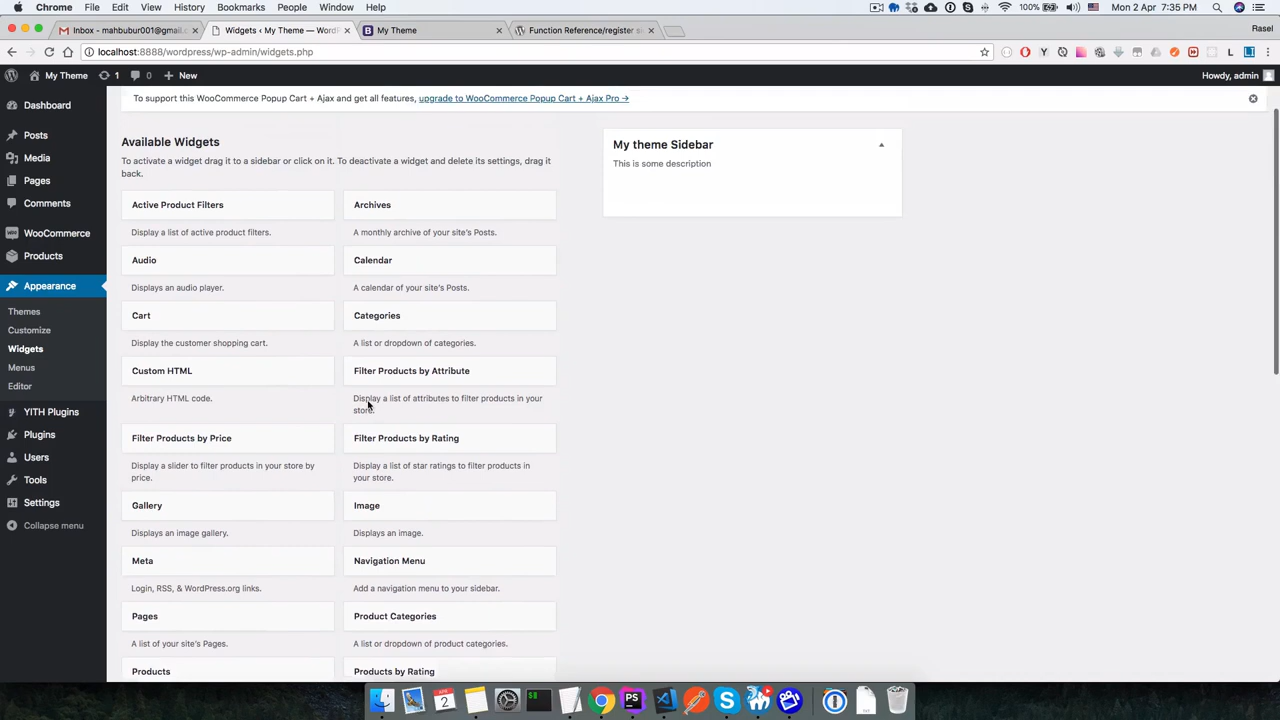 Chrome File Edit View History Bookmarks People Window Help 100% Mon 2 Apr 7:35 PM
Inbox - mahbubur001@gmail. Widgets ‹ My Theme — Word My Theme Function Reference/register s Rasel
localhost:8888/wordpress/wp-admin/widgets.php
My Theme 1 0 New Howdy, admin
To support this WooCommerce Popup Cart + Ajax and get all features, upgrade to WooCommerce Popup Cart + Ajax Pro →
Dashboard
Posts
Media
Pages
Comments
WooCommerce
Products
Appearance
Themes
Customize
Widgets
Menus
Editor
YITH Plugins
Plugins
Users
Tools
Settings
Collapse menu
Available Widgets
To activate a widget drag it to a sidebar or click on it. To deactivate a widget and delete its settings, drag it
back.
Active Product Filters
Display a list of active product filters.
Archives
A monthly archive of your site's Posts.
Audio
Displays an audio player.
Calendar
A calendar of your site's Posts.
Cart
Display the customer shopping cart.
Categories
A list or dropdown of categories.
Custom HTML
Arbitrary HTML code.
Filter Products by Attribute
Display a list of attributes to filter products in your
store.
Filter Products by Price
Display a slider to filter products in your store by
price.
Filter Products by Rating
Display a list of star ratings to filter products in
your store.
Gallery
Displays an image gallery.
Image
Displays an image.
Meta
Login, RSS, & WordPress.org links.
Navigation Menu
Add a navigation menu to your sidebar.
Pages
A list of your site's Pages.
Product Categories
A list or dropdown of product categories.
Products
Products by Rating
My theme Sidebar
This is some description